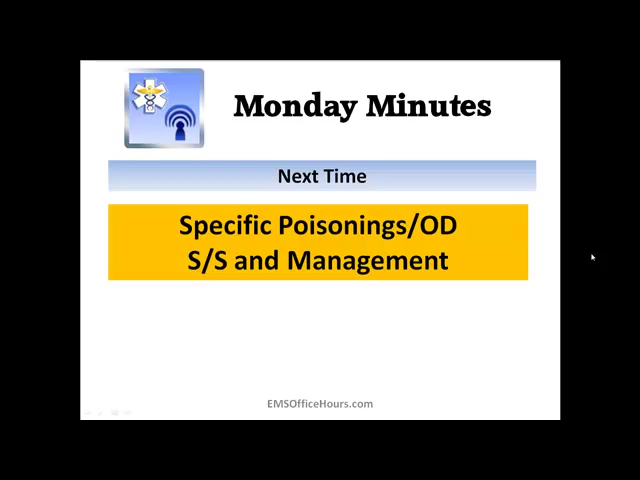 Monday Minutes
Next Time
Specific Poisonings/OD
S/S and Management
EMSOfficeHours.com